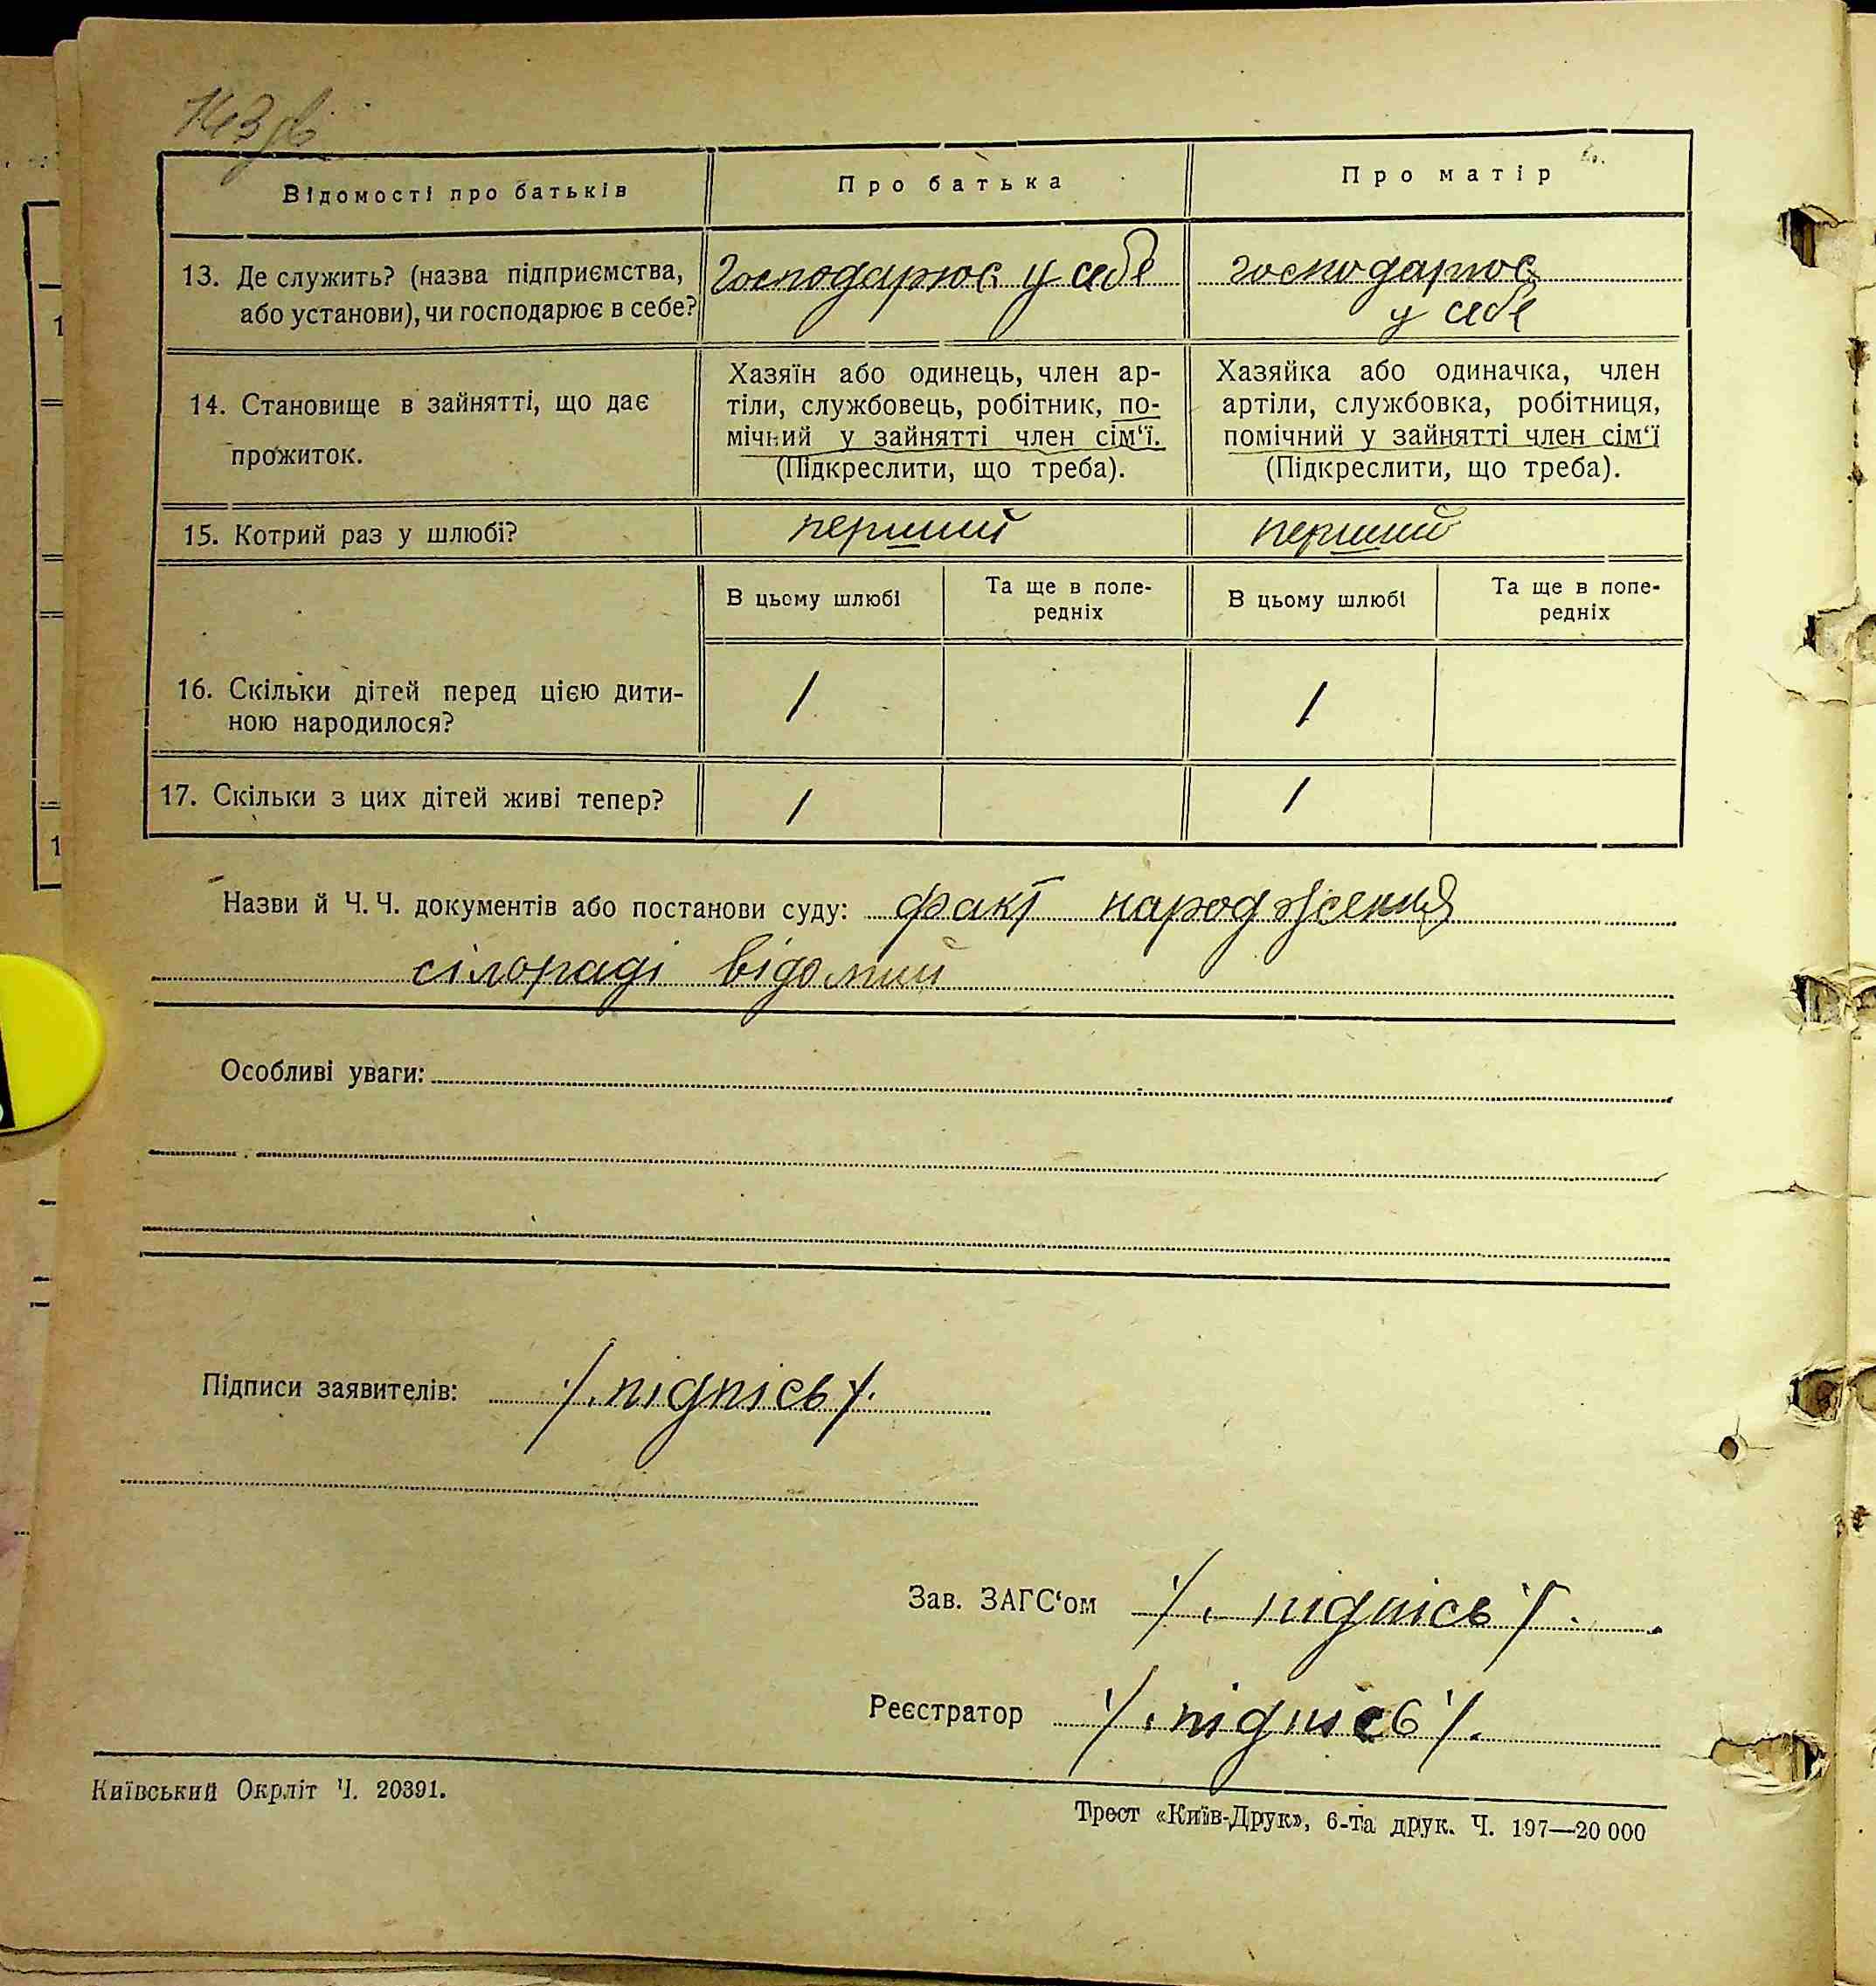 143 зв
Відомості про батьків
Про батька
Про матір
13. Де служить? (назва підприємства,
або установи), чи господарює в себе?
Господарює у себе
господарює
у себе
14. Становище в зайнятті, що дає
прожиток.
Хазяїн або одинець, член ар-
тіли, службовець, робітник, по-
мічний у зайнятті член сім‘ї.
(Підкреслити, що треба).
Хазяйка або одиначка, член
артіли, службовка, робітниця,
помічний у зайнятті член сім‘ї
(Підкреслити, що треба).
15. Котрий раз у шлюбі?
перший
перший
В цьому шлюбі
Та ще в попе-
редніх
В цьому шлюбі
Та ще в попе-
редніх
16. Скільки дітей перед цією дити-
ною народилося?
1
1
17. Скільки з цих дітей живі тепер?
1
1
Назви й Ч. Ч. документів або постанови суду: факт народження
сілораді відомий
Особливі уваги:
Підписи заявителів: /підпісь/.
Зав. ЗАГС‘ом /підпісь/.
Реєстратор /підпісь/.
Київський Окрліт Ч. 20391.
Трест «Київ-Друк», 6-та друк. Ч. 197—20 000